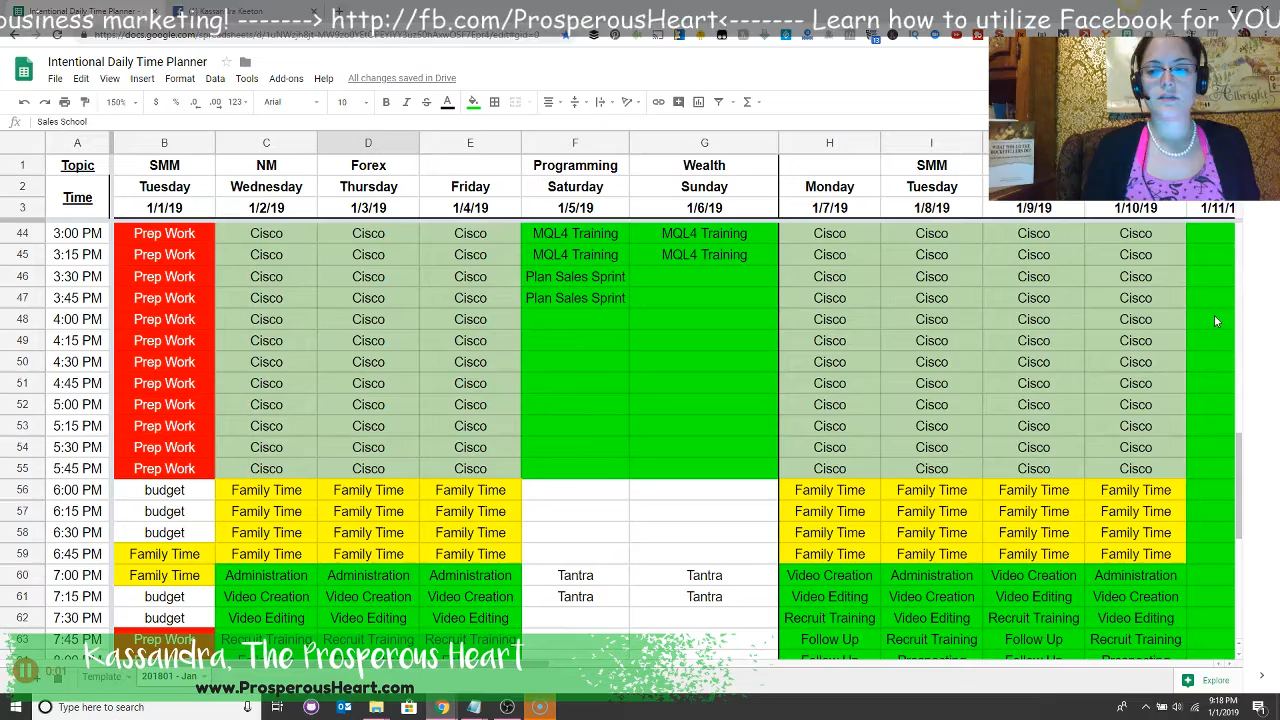 business marketing! -------> http://fb.com/ProsperousHeart<------- Learn how to utilize Facebook for YOU
Intentional Daily Time Planner
File Edit View Insert Format Data Tools Add-ons Help All changes saved in Drive
150% $ % .0 .00 123 Arial 10 B I S A
fx Sales School
A B C D E F G H I
1 Topic SMM NM Forex Programming Wealth SMM
2 Time Tuesday Wednesday Thursday Friday Saturday Sunday Monday Tuesday
3 1/1/19 1/2/19 1/3/19 1/4/19 1/5/19 1/6/19 1/7/19 1/8/19 1/9/19 1/10/19 1/11/1
44 3:00 PM Prep Work Cisco Cisco Cisco MQL4 Training MQL4 Training Cisco Cisco Cisco Cisco
45 3:15 PM Prep Work Cisco Cisco Cisco MQL4 Training MQL4 Training Cisco Cisco Cisco Cisco
46 3:30 PM Prep Work Cisco Cisco Cisco Plan Sales Sprint Cisco Cisco Cisco Cisco
47 3:45 PM Prep Work Cisco Cisco Cisco Plan Sales Sprint Cisco Cisco Cisco Cisco
48 4:00 PM Prep Work Cisco Cisco Cisco Cisco Cisco Cisco Cisco
49 4:15 PM Prep Work Cisco Cisco Cisco Cisco Cisco Cisco Cisco
50 4:30 PM Prep Work Cisco Cisco Cisco Cisco Cisco Cisco Cisco
51 4:45 PM Prep Work Cisco Cisco Cisco Cisco Cisco Cisco Cisco
52 5:00 PM Prep Work Cisco Cisco Cisco Cisco Cisco Cisco Cisco
53 5:15 PM Prep Work Cisco Cisco Cisco Cisco Cisco Cisco Cisco
54 5:30 PM Prep Work Cisco Cisco Cisco Cisco Cisco Cisco Cisco
55 5:45 PM Prep Work Cisco Cisco Cisco Cisco Cisco Cisco Cisco
56 6:00 PM budget Family Time Family Time Family Time Family Time Family Time Family Time Family Time
57 6:15 PM budget Family Time Family Time Family Time Family Time Family Time Family Time Family Time
58 6:30 PM budget Family Time Family Time Family Time Family Time Family Time Family Time Family Time
59 6:45 PM Family Time Family Time Family Time Family Time Family Time Family Time Family Time Family Time
60 7:00 PM Family Time Administration Administration Administration Tantra Tantra Video Creation Administration Video Creation Administration
61 7:15 PM budget Video Creation Video Creation Video Creation Tantra Tantra Video Editing Video Creation Video Editing Video Creation
62 7:30 PM budget Video Editing Video Editing Video Editing Recruit Training Video Editing Recruit Training Video Editing
63 7:45 PM Prep Work Recruit Training Recruit Training Recruit Training Follow Up Recruit Training Follow Up Recruit Training
Kassandra, The Prosperous Heart
www.ProsperousHeart.com
Template 201801 - Jan Explore
Type here to search
9:18 PM
1/1/2019